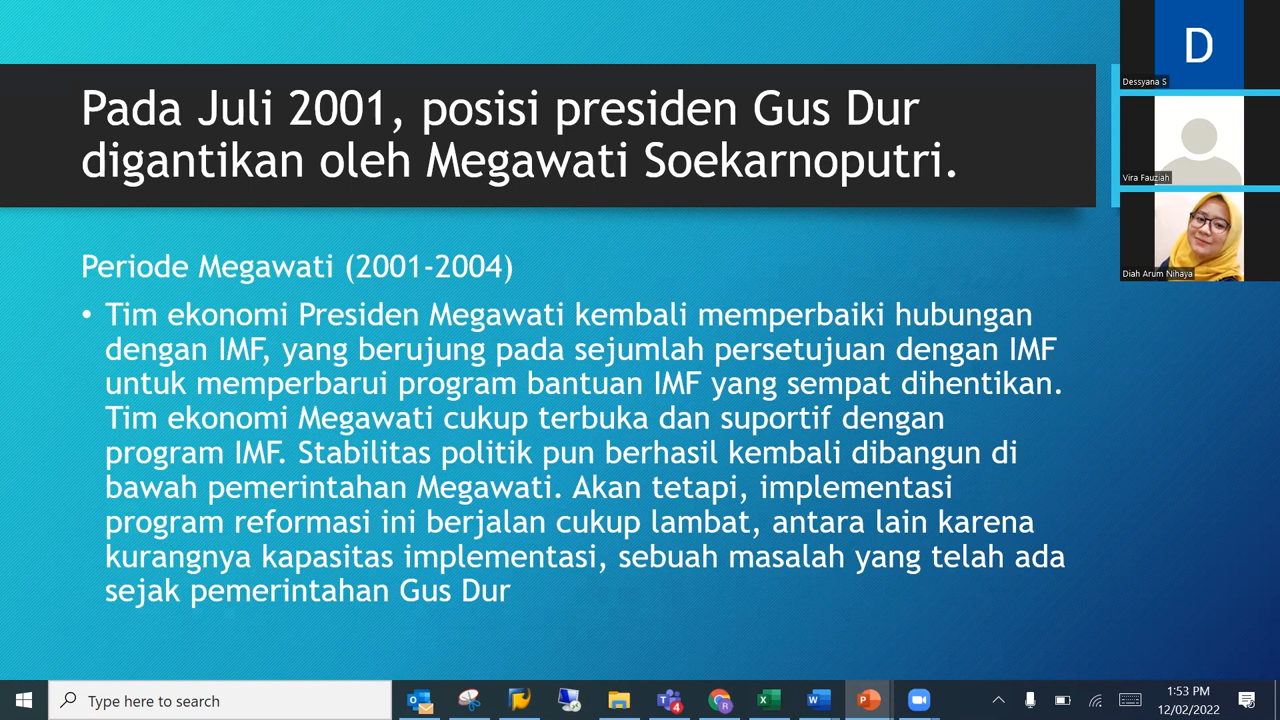 Pada Juli 2001, posisi presiden Gus Dur
digantikan oleh Megawati Soekarnoputri.
Periode Megawati (2001-2004)
• Tim ekonomi Presiden Megawati kembali memperbaiki hubungan
dengan IMF, yang berujung pada sejumlah persetujuan dengan IMF
untuk memperbarui program bantuan IMF yang sempat dihentikan.
Tim ekonomi Megawati cukup terbuka dan suportif dengan
program IMF. Stabilitas politik pun berhasil kembali dibangun di
bawah pemerintahan Megawati. Akan tetapi, implementasi
program reformasi ini berjalan cukup lambat, antara lain karena
kurangnya kapasitas implementasi, sebuah masalah yang telah ada
sejak pemerintahan Gus Dur
D
Dessyana S
Vira Fauziah
Diah Arum Nihaya
Type here to search
4
R
1:53 PM
12/02/2022